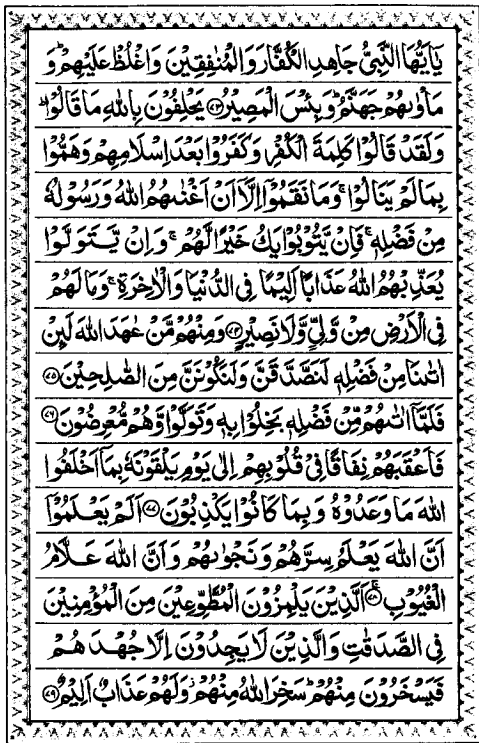 يٰۤاَيُّهَا النَّبِيُّ جَاهِدِ الْكُفَّارَ وَالْمُنٰفِقِيْنَ وَاغْلُظْ عَلَيْهِمْ ؕ وَ
مَاْوٰىهُمْ جَهَنَّمُ ؕ وَبِئْسَ الْمَصِيْرُ ﴿۷۳﴾ يَحْلِفُوْنَ بِاللّٰهِ مَا قَالُوْا ؕ
وَلَقَدْ قَالُوْا كَلِمَةَ الْكُفْرِ وَكَفَرُوْا بَعْدَ اِسْلَامِهِمْ وَهَمُّوْا
بِمَا لَمْ يَنَالُوْا ۚ وَمَا نَقَمُوْۤا اِلَّاۤ اَنْ اَغْنٰىهُمُ اللّٰهُ وَرَسُوْلُهٗ
مِنْ فَضْلِهٖ ۚ فَاِنْ يَّتُوْبُوْا يَكُ خَيْرًا لَّهُمْ ۚ وَاِنْ يَّتَوَلَّوْا
يُعَذِّبْهُمُ اللّٰهُ عَذَابًا اَلِيْمًا فِى الدُّنْيَا وَالْاٰخِرَةِ ۚ وَمَا لَهُمْ
فِى الْاَرْضِ مِنْ وَّلِيٍّ وَّلَا نَصِيْرٍ ﴿۷۴﴾ وَمِنْهُمْ مَّنْ عٰهَدَ اللّٰهَ لَئِنْ
اٰتٰىنَا مِنْ فَضْلِهٖ لَنَصَّدَّقَنَّ وَلَنَكُوْنَنَّ مِنَ الصّٰلِحِيْنَ ﴿۷۵﴾
فَلَمَّاۤ اٰتٰىهُمْ مِّنْ فَضْلِهٖ بَخِلُوْا بِهٖ وَتَوَلَّوْا وَّهُمْ مُّعْرِضُوْنَ ﴿۷۶﴾
فَاَعْقَبَهُمْ نِفَاقًا فِىْ قُلُوْبِهِمْ اِلٰى يَوْمِ يَلْقَوْنَهٗ بِمَاۤ اَخْلَفُوا
اللّٰهَ مَا وَعَدُوْهُ وَبِمَا كَانُوْا يَكْذِبُوْنَ ﴿۷۷﴾ اَلَمْ يَعْلَمُوْۤا
اَنَّ اللّٰهَ يَعْلَمُ سِرَّهُمْ وَنَجْوٰىهُمْ وَاَنَّ اللّٰهَ عَلَّامُ
الْغُيُوْبِ ﴿۷۸﴾ اَلَّذِيْنَ يَلْمِزُوْنَ الْمُطَّوِّعِيْنَ مِنَ الْمُؤْمِنِيْنَ
فِى الصَّدَقٰتِ وَالَّذِيْنَ لَا يَجِدُوْنَ اِلَّا جُهْدَهُمْ
فَيَسْخَرُوْنَ مِنْهُمْ ؕ سَخِرَ اللّٰهُ مِنْهُمْ ۫ وَلَهُمْ عَذَابٌ اَلِيْمٌ ﴿۷۹﴾